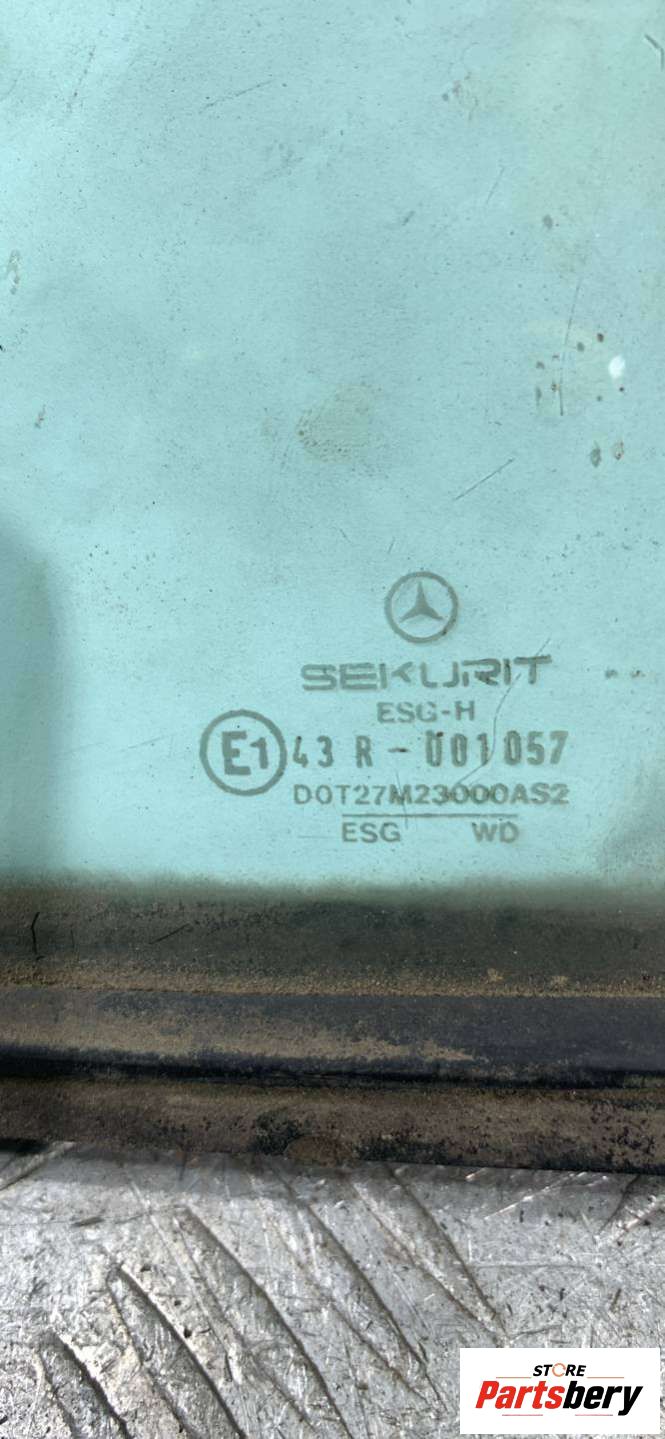 SEKURIT
ESG-H
E1 43 R - 001057
DOT27M23000AS2
ESG WD
STORE
Partsbery